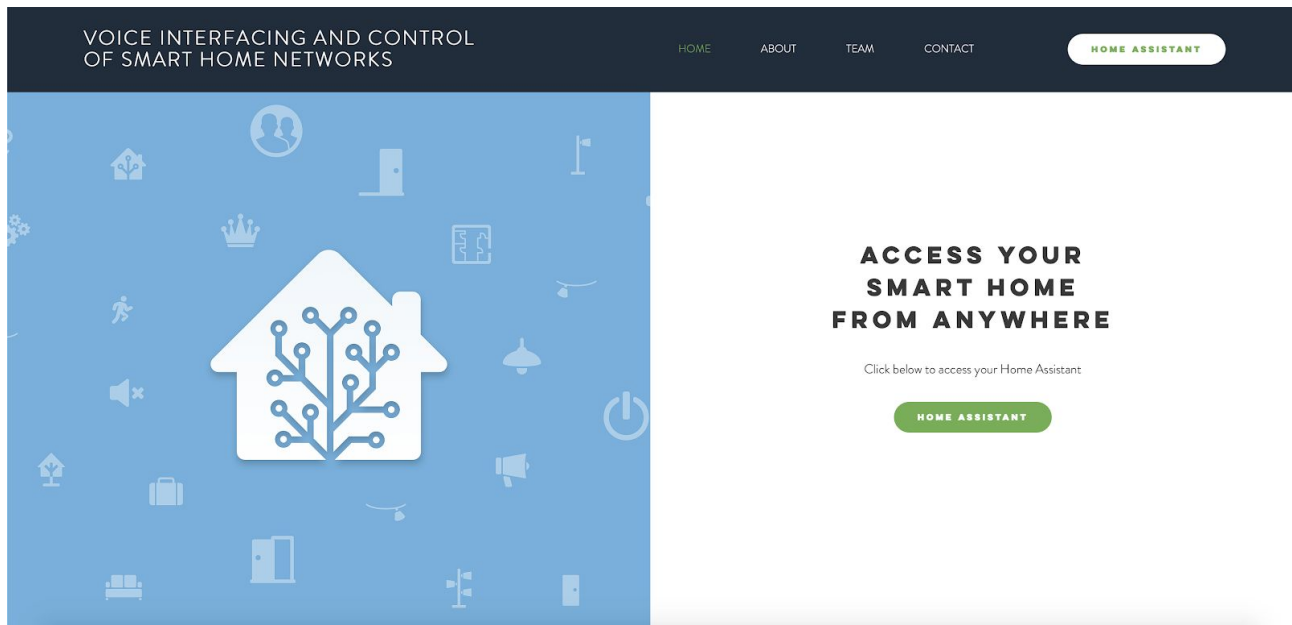 VOICE INTERFACING AND CONTROL
OF SMART HOME NETWORKS
HOME
ABOUT
TEAM
CONTACT
HOME ASSISTANT
ACCESS YOUR
SMART HOME
FROM ANYWHERE
Click below to access your Home Assistant
HOME ASSISTANT